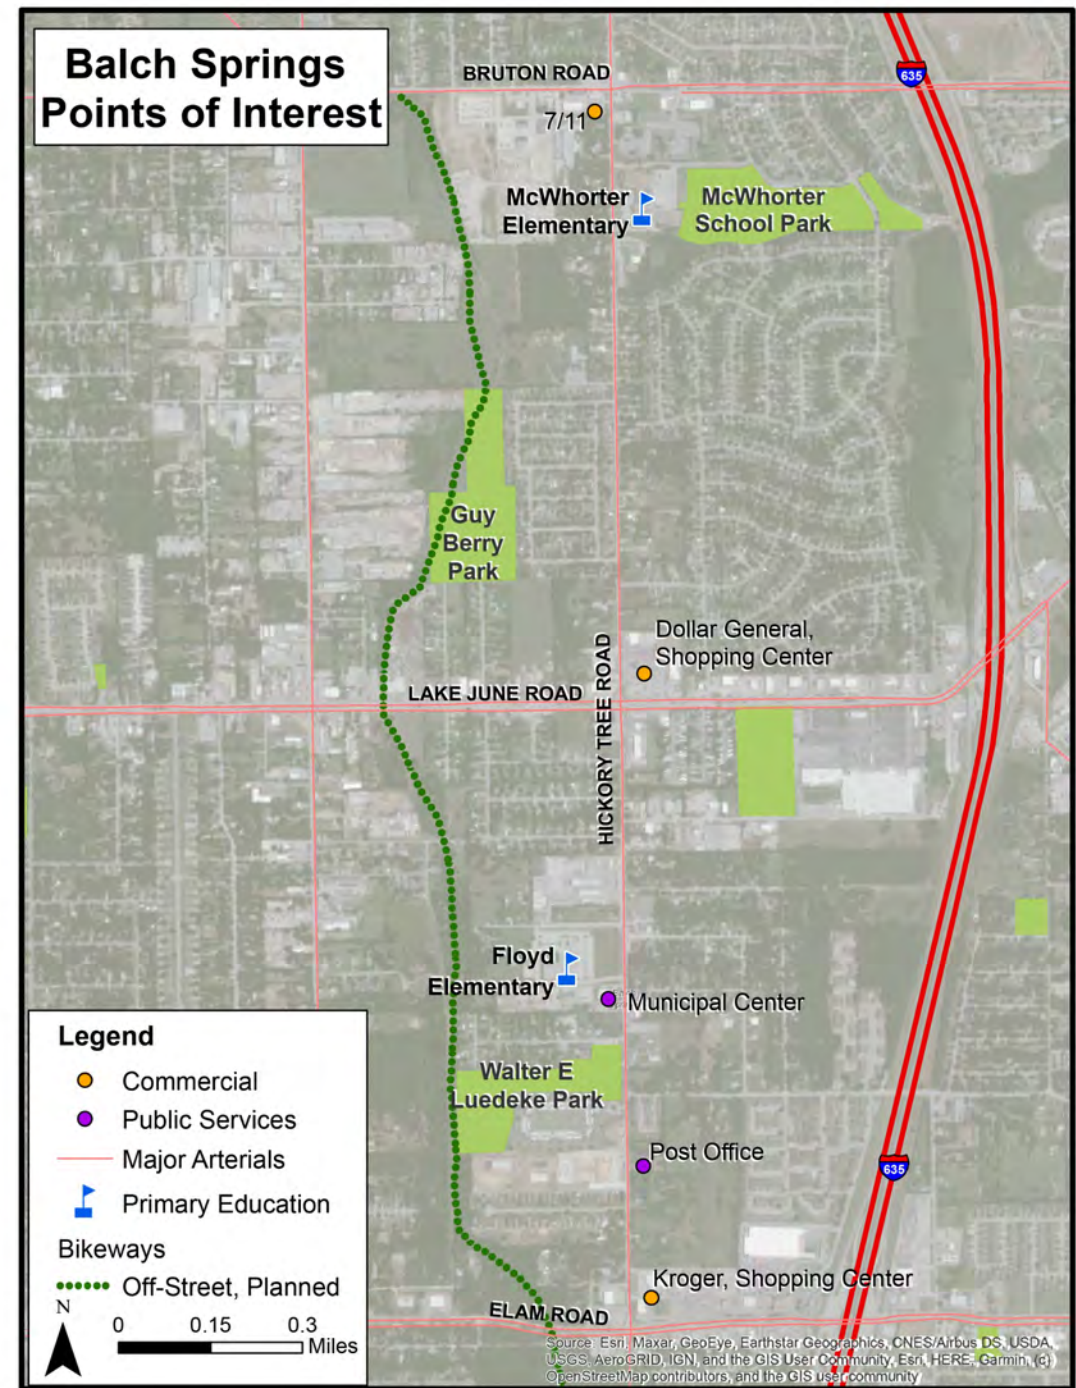 Balch Springs
Points of Interest
BRUTON ROAD
635
7/11
McWhorter
Elementary
McWhorter
School Park
Guy
Berry
Park
Dollar General,
Shopping Center
LAKE JUNE ROAD
HICKORY TREE ROAD
Floyd
Elementary
Municipal Center
Walter E
Luedeke Park
Post Office
635
Kroger, Shopping Center
ELAM ROAD
Legend
Commercial
Public Services
Major Arterials
Primary Education
Bikeways
Off-Street, Planned
N
0 0.15 0.3
Miles
Source: Esri, Maxar, GeoEye, Earthstar Geographics, CNES/Airbus DS, USDA,
USGS, AeroGRID, IGN, and the GIS User Community, Esri, HERE, Garmin, (c)
OpenStreetMap contributors, and the GIS user community